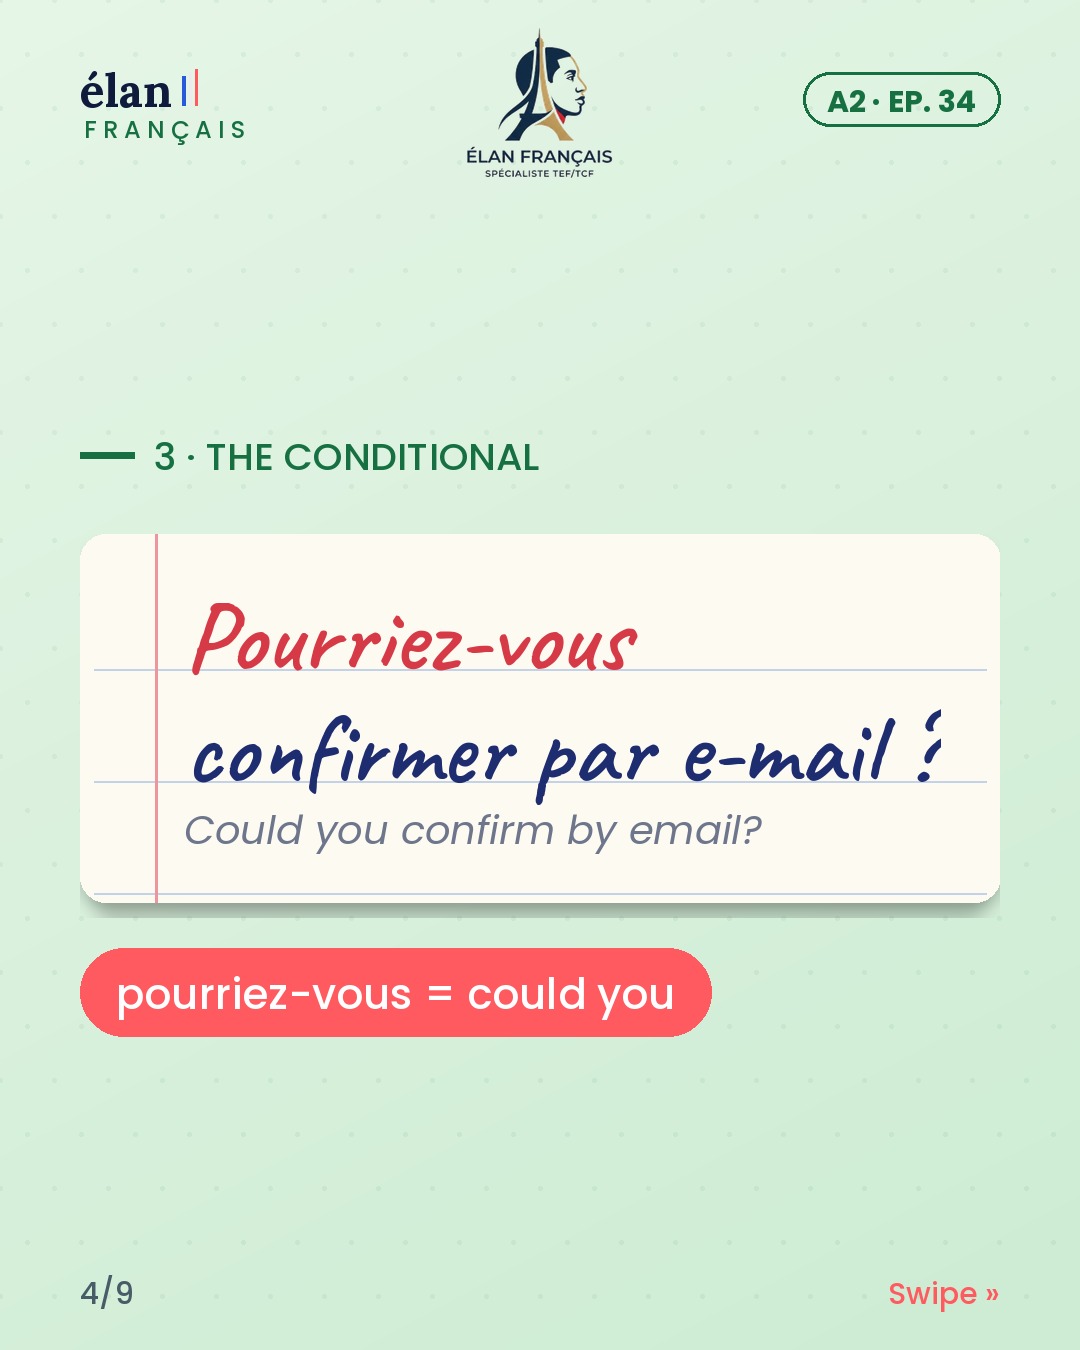 élan
FRANÇAIS
ÉLAN FRANÇAIS
SPÉCIALISTE TEF/TCF
A2 · EP. 34
3 · THE CONDITIONAL
Pourriez-vous
confirmer par e-mail ?
Could you confirm by email?
pourriez-vous = could you
4/9
Swipe »